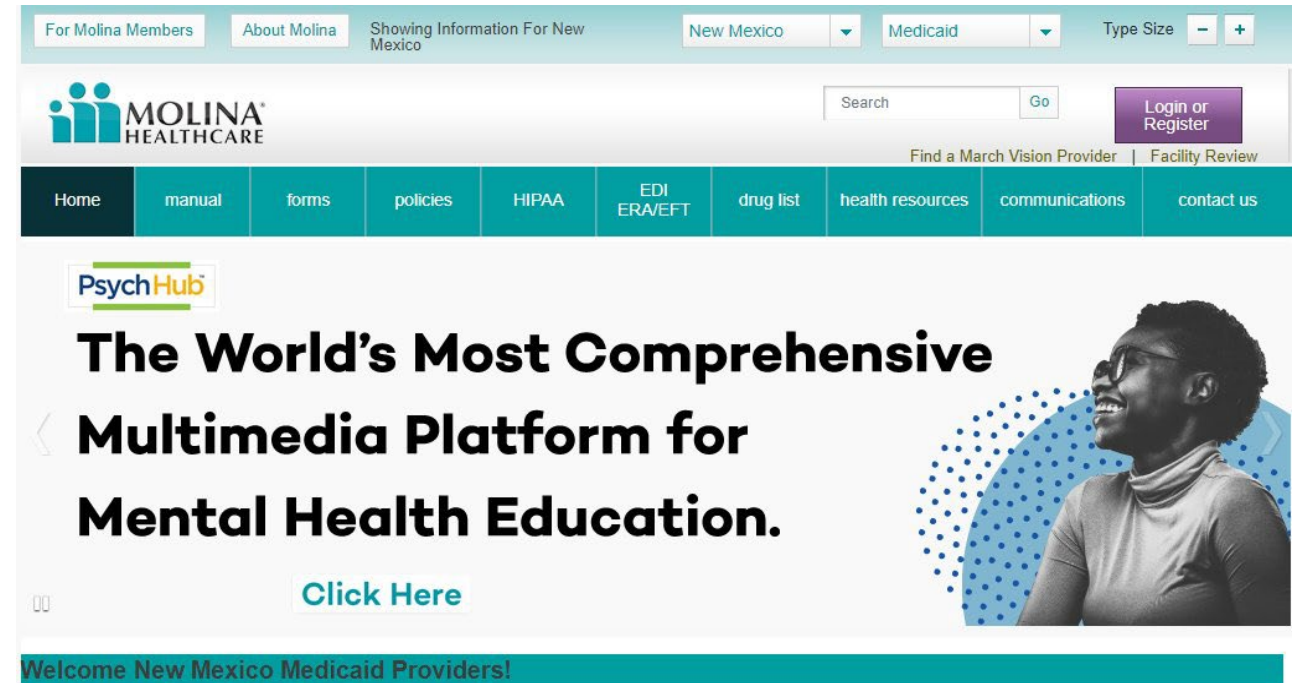 For Molina Members
About Molina
Showing Information For New
Mexico
New Mexico
Medicaid
Type Size - +
MOLINA®
HEALTHCARE
Search
Go
Login or
Register
Find a March Vision Provider | Facility Review
Home
manual
forms
policies
HIPAA
EDI
ERA/EFT
drug list
health resources
communications
contact us
PsychHub™
The World's Most Comprehensive
Multimedia Platform for
Mental Health Education.
Click Here
Welcome New Mexico Medicaid Providers!